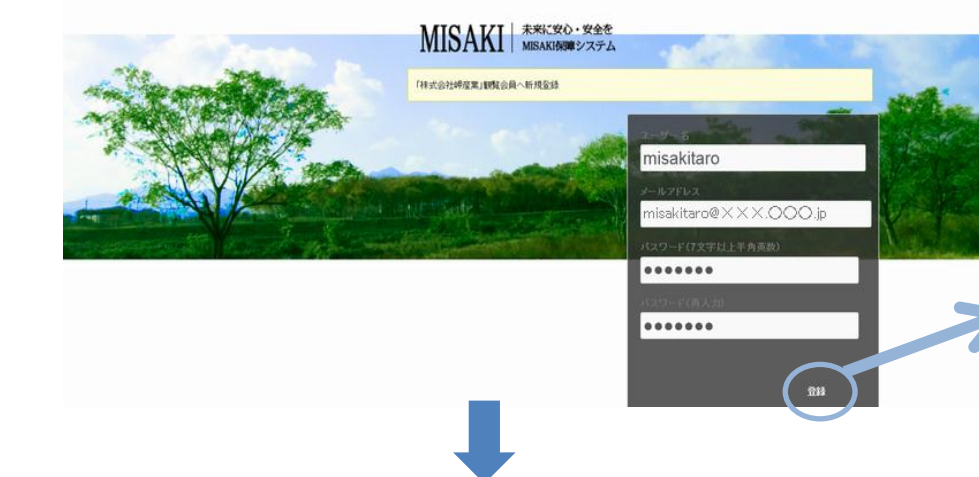 MISAKI
未来に安心・安全を
MISAKI保障システム
「株式会社岬産業」観覧会員へ新規登録
ユーザー名
misakitaro
メールアドレス
misakitaro@×××.○○○.jp
パスワード(7文字以上半角英数)
●●●●●●●
パスワード(再入力)
●●●●●●●
登録